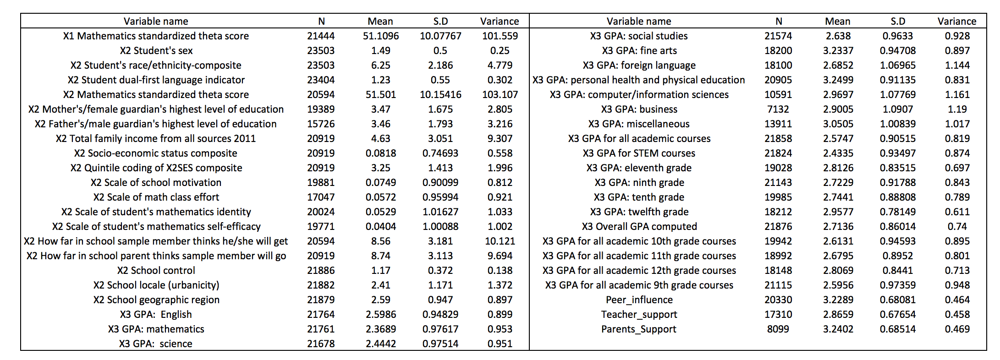 Variable name N Mean S.D Variance
X1 Mathematics standardized theta score 21444 51.1096 10.07767 101.559
X2 Student's sex 23503 1.49 0.5 0.25
X2 Student's race/ethnicity-composite 23503 6.25 2.186 4.779
X2 Student dual-first language indicator 23404 1.23 0.55 0.302
X2 Mathematics standardized theta score 20594 51.501 10.15416 103.107
X2 Mother's/female guardian's highest level of education 19389 3.47 1.675 2.805
X2 Father's/male guardian's highest level of education 15726 3.46 1.793 3.216
X2 Total family income from all sources 2011 20919 4.63 3.051 9.307
X2 Socio-economic status composite 20919 0.0818 0.74693 0.558
X2 Quintile coding of X2SES composite 20919 3.25 1.413 1.996
X2 Scale of school motivation 19881 0.0749 0.90099 0.812
X2 Scale of math class effort 17047 0.0572 0.95994 0.921
X2 Scale of student's mathematics identity 20024 0.0529 1.01627 1.033
X2 Scale of student's mathematics self-efficacy 19771 0.0404 1.00088 1.002
X2 How far in school sample member thinks he/she will get 20594 8.56 3.181 10.121
X2 How far in school parent thinks sample member will go 20919 8.74 3.113 9.694
X2 School control 21886 1.17 0.372 0.138
X2 School locale (urbanicity) 21882 2.41 1.171 1.372
X2 School geographic region 21879 2.59 0.947 0.897
X3 GPA: English 21764 2.5986 0.94829 0.899
X3 GPA: mathematics 21761 2.3689 0.97617 0.953
X3 GPA: science 21678 2.4442 0.97514 0.951
Variable name N Mean S.D Variance
X3 GPA: social studies 21574 2.638 0.9633 0.928
X3 GPA: fine arts 18200 3.2337 0.94708 0.897
X3 GPA: foreign language 18100 2.6852 1.06965 1.144
X3 GPA: personal health and physical education 20905 3.2499 0.91135 0.831
X3 GPA: computer/information sciences 10591 2.9697 1.07769 1.161
X3 GPA: business 7132 2.9005 1.0907 1.19
X3 GPA: miscellaneous 13911 3.0505 1.00839 1.017
X3 GPA for all academic courses 21858 2.5747 0.90515 0.819
X3 GPA for STEM courses 21824 2.4335 0.93497 0.874
X3 GPA: eleventh grade 19028 2.8126 0.83515 0.697
X3 GPA: ninth grade 21143 2.7229 0.91788 0.843
X3 GPA: tenth grade 19985 2.7441 0.88808 0.789
X3 GPA: twelfth grade 18212 2.9577 0.78149 0.611
X3 Overall GPA computed 21876 2.7136 0.86014 0.74
X3 GPA for all academic 10th grade courses 19942 2.6131 0.94593 0.895
X3 GPA for all academic 11th grade courses 18992 2.6795 0.8952 0.801
X3 GPA for all academic 12th grade courses 18148 2.8069 0.8441 0.713
X3 GPA for all academic 9th grade courses 21115 2.5956 0.97359 0.948
Peer_influence 20330 3.2289 0.68081 0.464
Teacher_support 17310 2.8659 0.67654 0.458
Parents_Support 8099 3.2402 0.68514 0.469